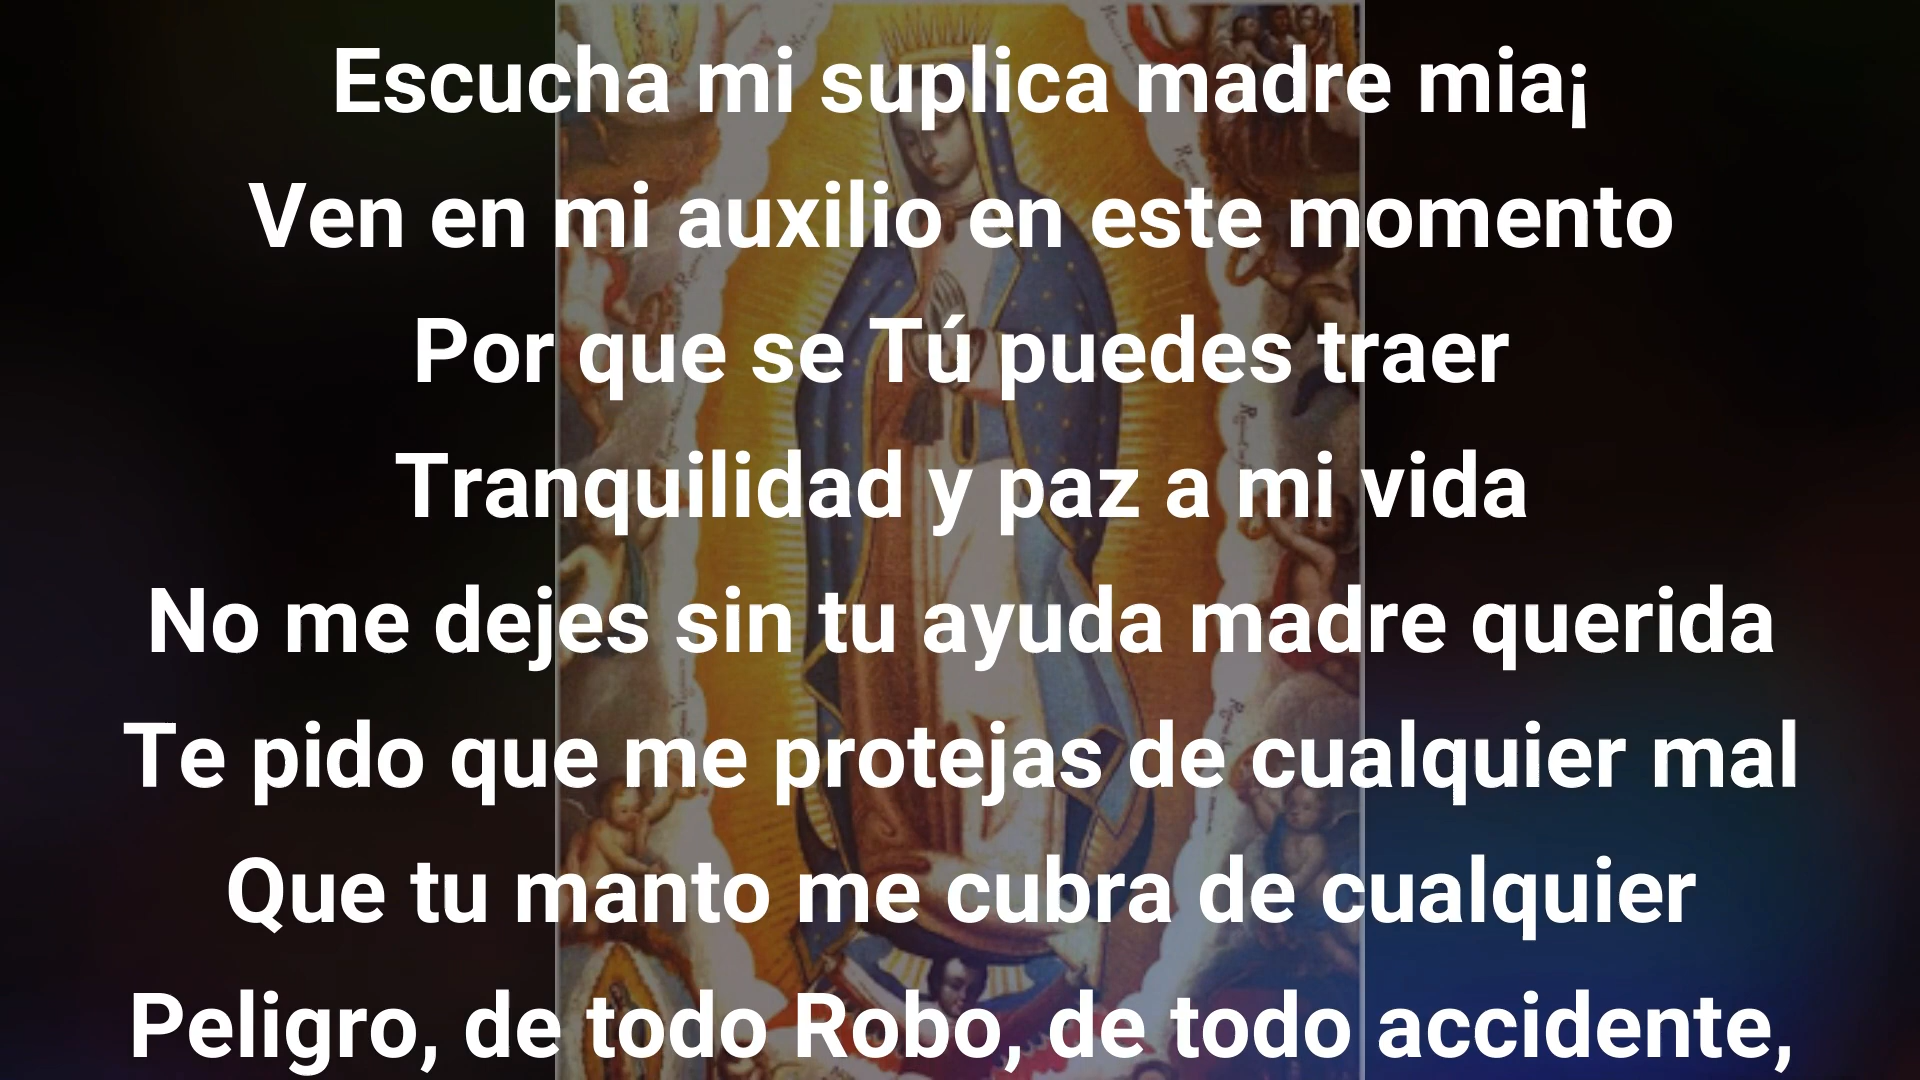 Escucha mi suplica madre mia¡
Ven en mi auxilio en este momento
Por que se Tú puedes traer
Tranquilidad y paz a mi vida
No me dejes sin tu ayuda madre querida
Te pido que me protejas de cualquier mal
Que tu manto me cubra de cualquier
Peligro, de todo Robo, de todo accidente,